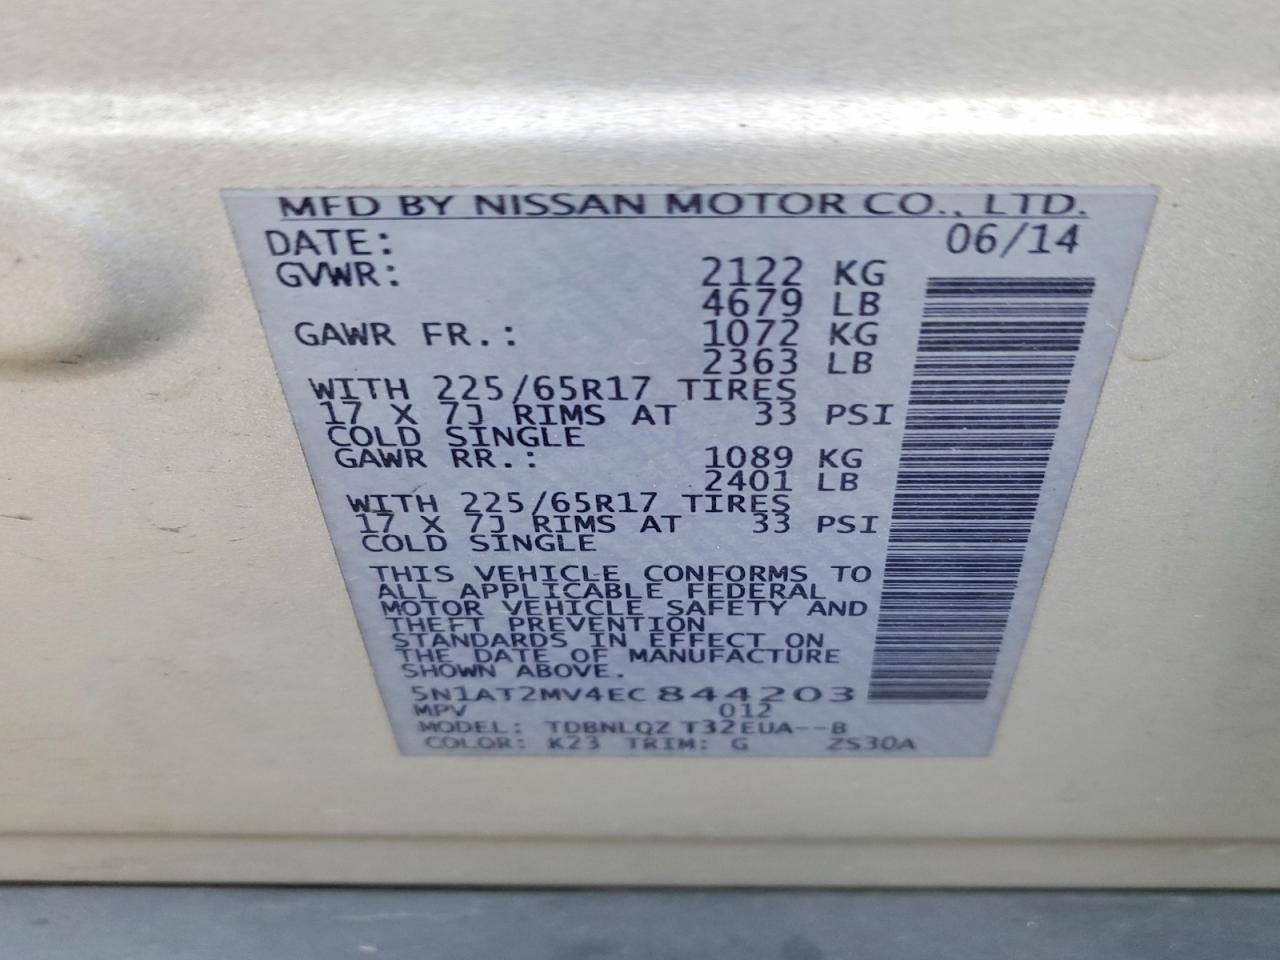 MFD BY NISSAN MOTOR CO., LTD.
DATE: 06/14
GVWR: 2122 KG
4679 LB
GAWR FR.: 1072 KG
2363 LB
WITH 225/65R17 TIRES
17 X 7J RIMS AT 33 PSI
COLD SINGLE
GAWR RR.: 1089 KG
2401 LB
WITH 225/65R17 TIRES
17 X 7J RIMS AT 33 PSI
COLD SINGLE
THIS VEHICLE CONFORMS TO
ALL APPLICABLE FEDERAL
MOTOR VEHICLE SAFETY AND
THEFT PREVENTION
STANDARDS IN EFFECT ON
THE DATE OF MANUFACTURE
SHOWN ABOVE.
5N1AT2MV4EC844203
MPV 012
MODEL: TDBNLQZ T32EUA--B
COLOR: K23 TRIM: G ZS30A